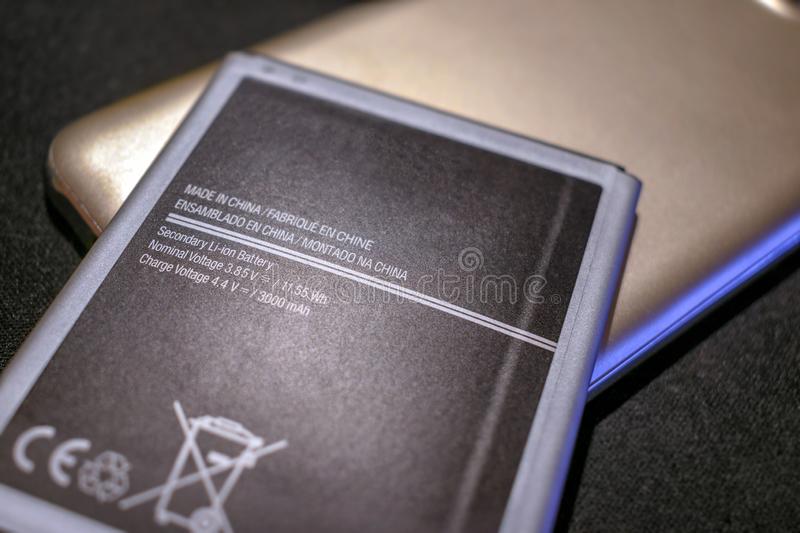 MADE IN CHINA / FABRIQUE EN CHINE
ENSAMBLADO EN CHINA / MONTADO NA CHINA
Secondary Li-ion Battery
Nominal Voltage 3.85 V ⎓ / 11.55 Wh
Charge Voltage 4.4 V ⎓ / 3000 mAh
CE
dreamstime